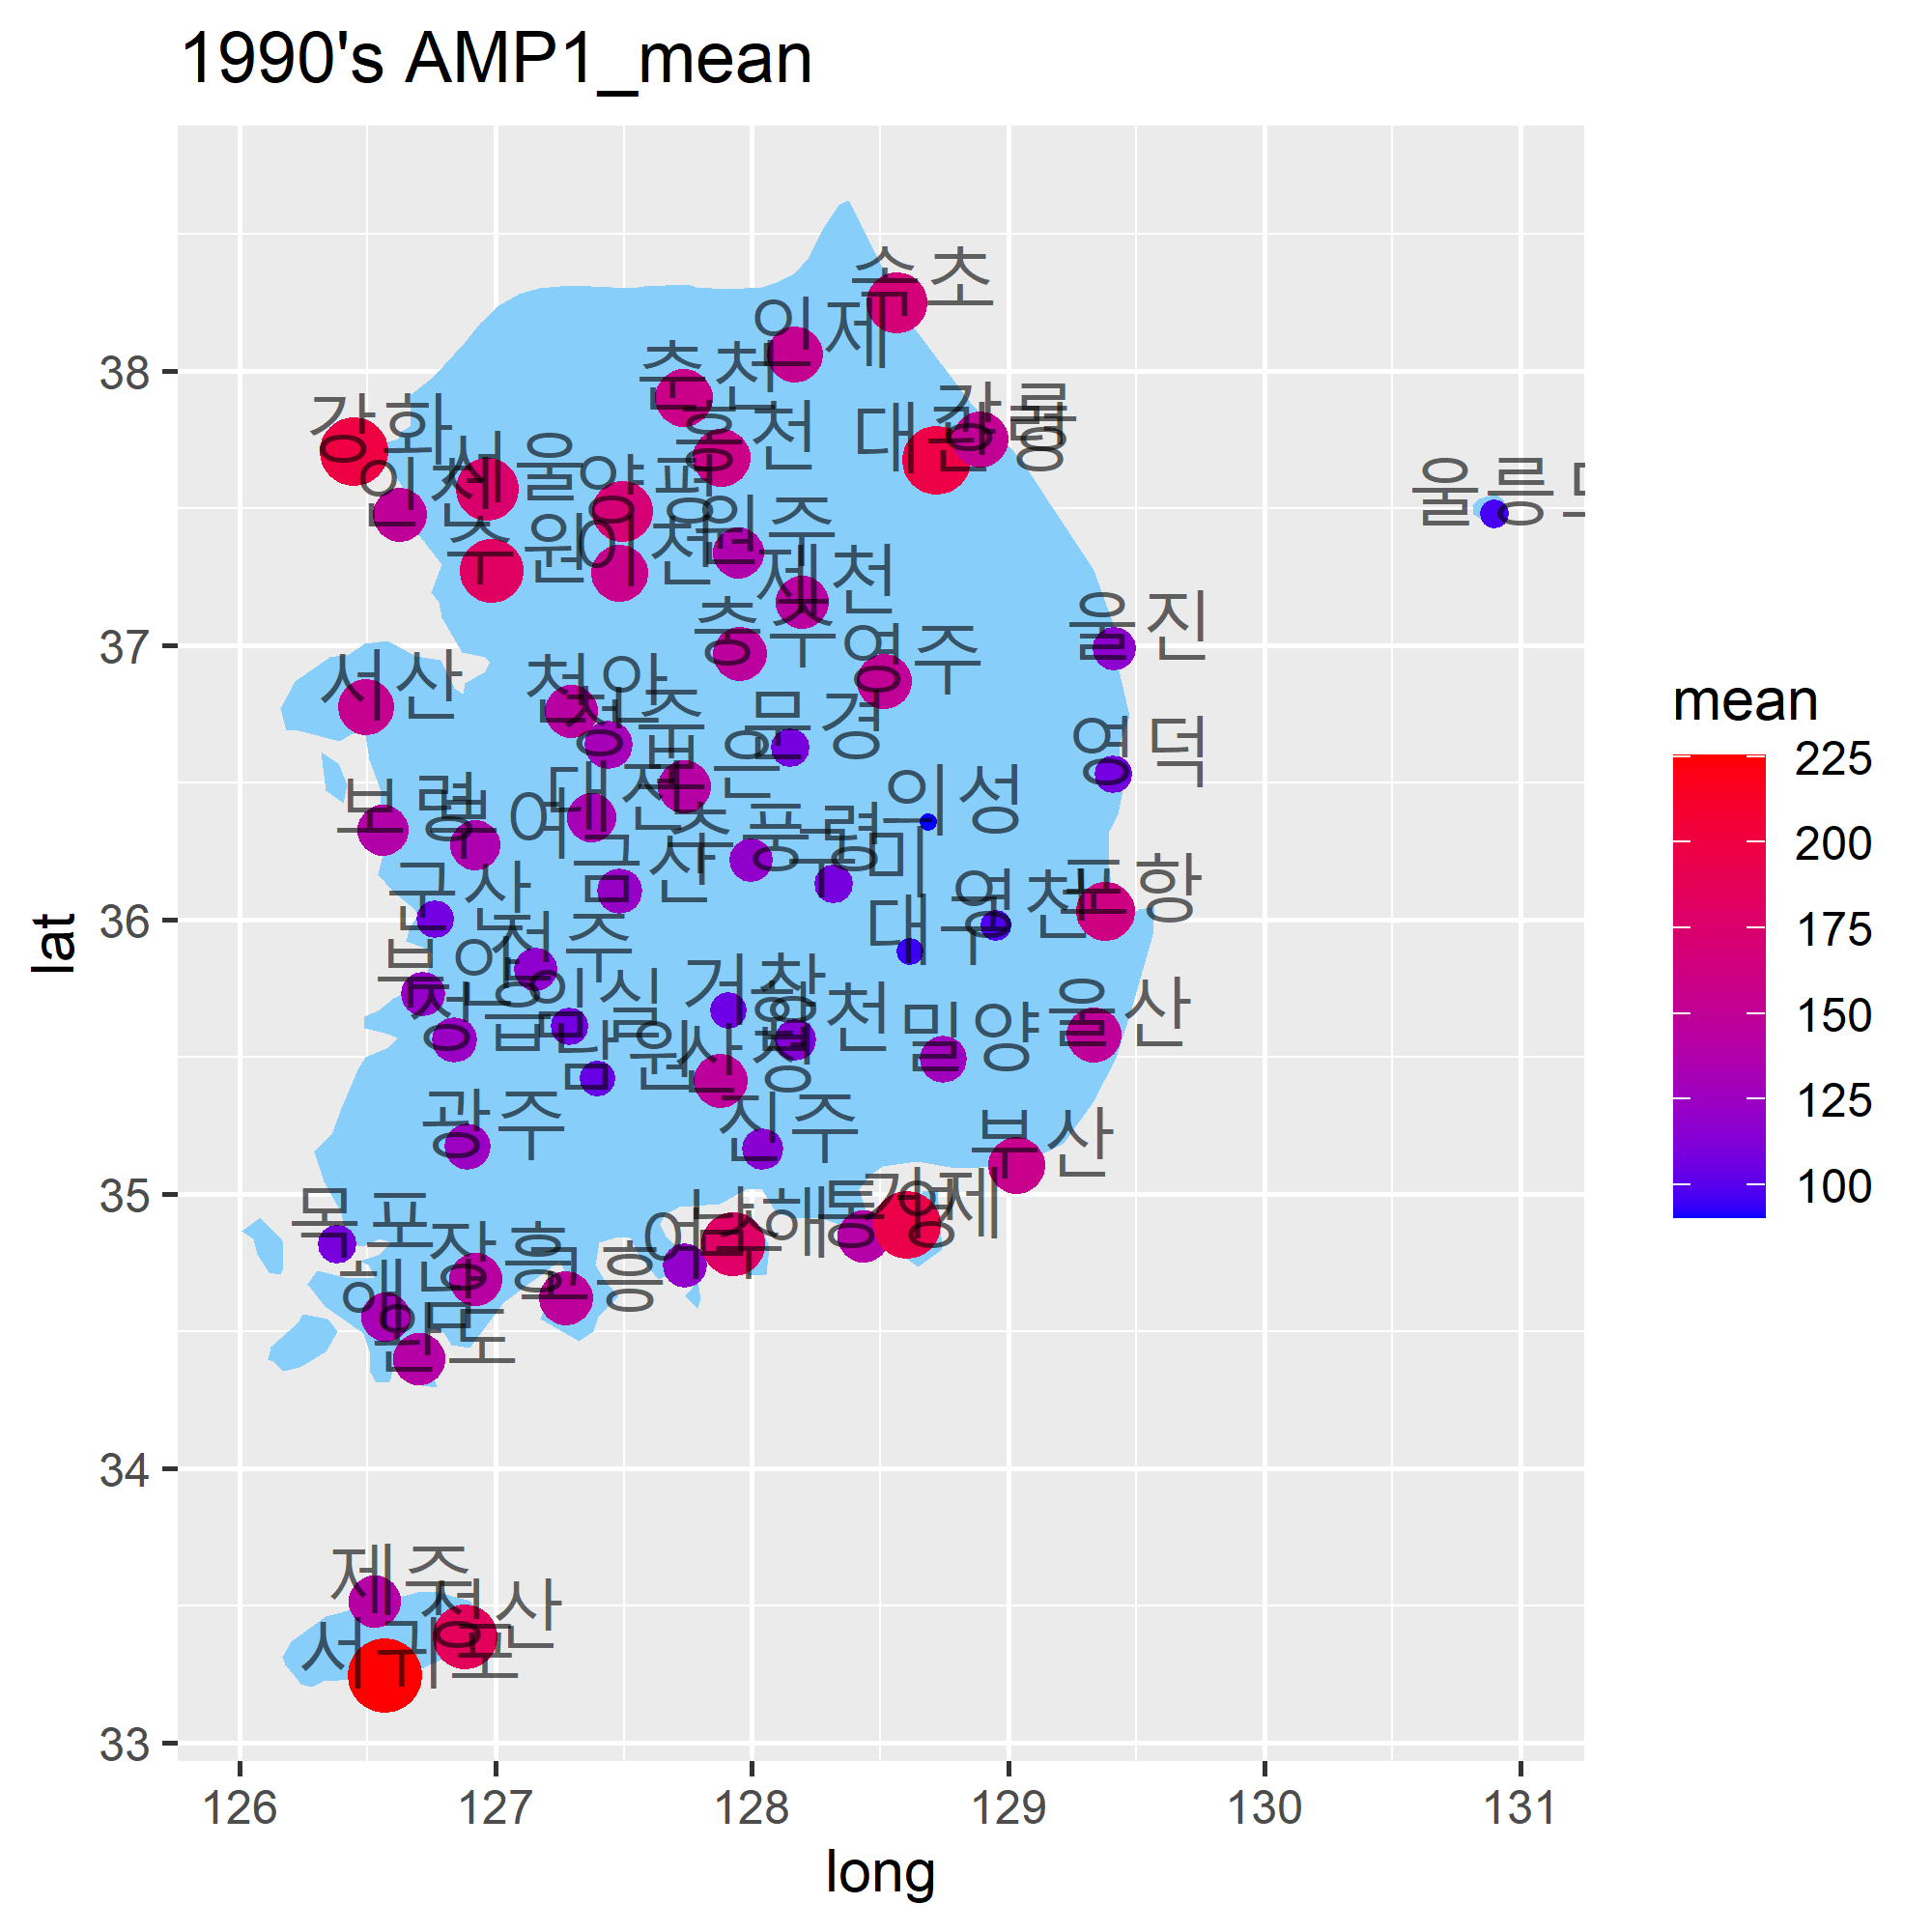 1990's AMP1_mean
속초
인제
춘천
강릉
강화
홍천
대관령
서울
인천
양평
울릉도
원주
수원
이천
제천
울진
충주
영주
서산
천안
청주
문경
영덕
보은
대전
의성
보령
부여
추풍령
금산
구미
포항
군산
영천
대구
전주
부안
거창
임실
합천
울산
정읍
밀양
남원
산청
광주
진주
부산
거제
통영
목포
남해
여수
장흥
고흥
해남
완도
제주
성산
서귀포
38
37
36
35
34
33
lat
126
127
128
129
130
131
long
mean
225
200
175
150
125
100